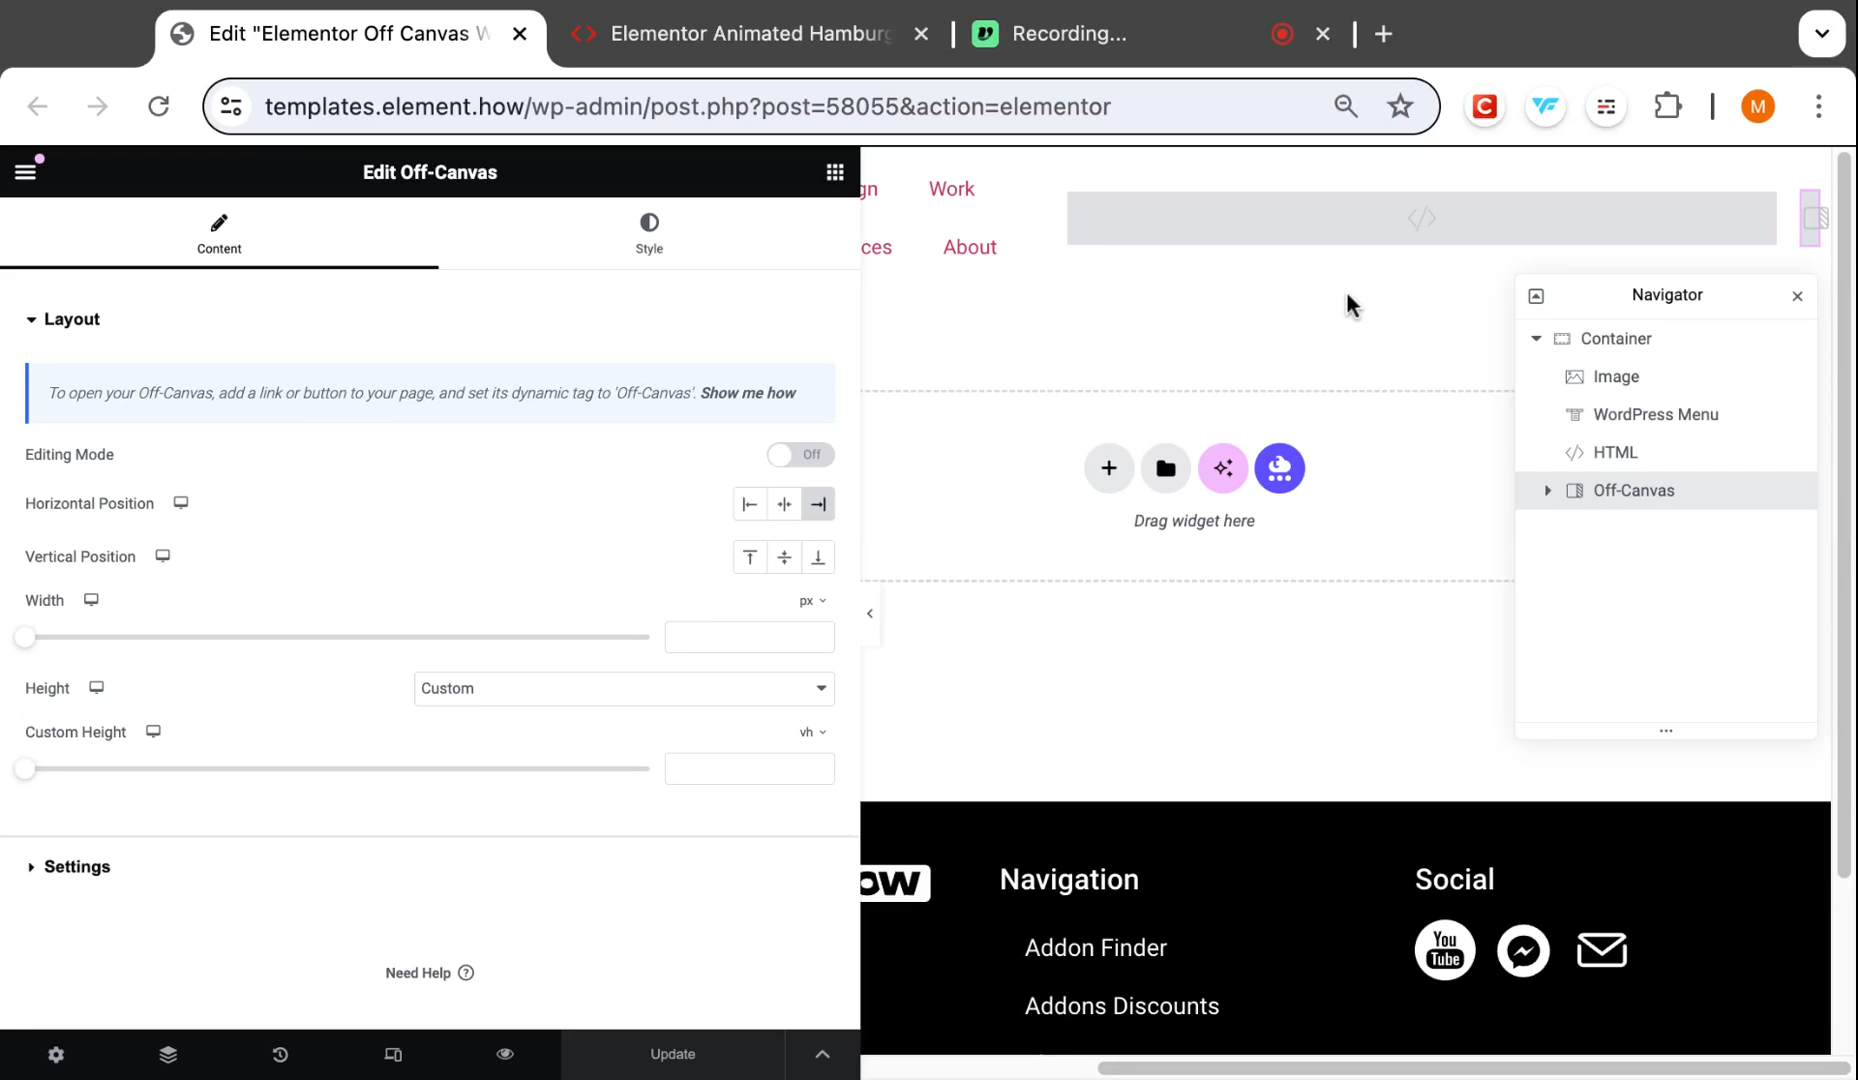 Edit "Elementor Off Canvas W
Elementor Animated Hamburg
Recording...
templates.element.how/wp-admin/post.php?post=58055&action=elementor
C
M
Edit Off-Canvas
Content
Style
Layout
To open your Off-Canvas, add a link or button to your page, and set its dynamic tag to 'Off-Canvas'. Show me how
Editing Mode
Off
Horizontal Position
Vertical Position
Width
px
Height
Custom
Custom Height
vh
Settings
Need Help
Update
gn
Work
ces
About
Drag widget here
Navigator
Container
Image
WordPress Menu
HTML
Off-Canvas
ow
Navigation
Addon Finder
Addons Discounts
Social
You
Tube